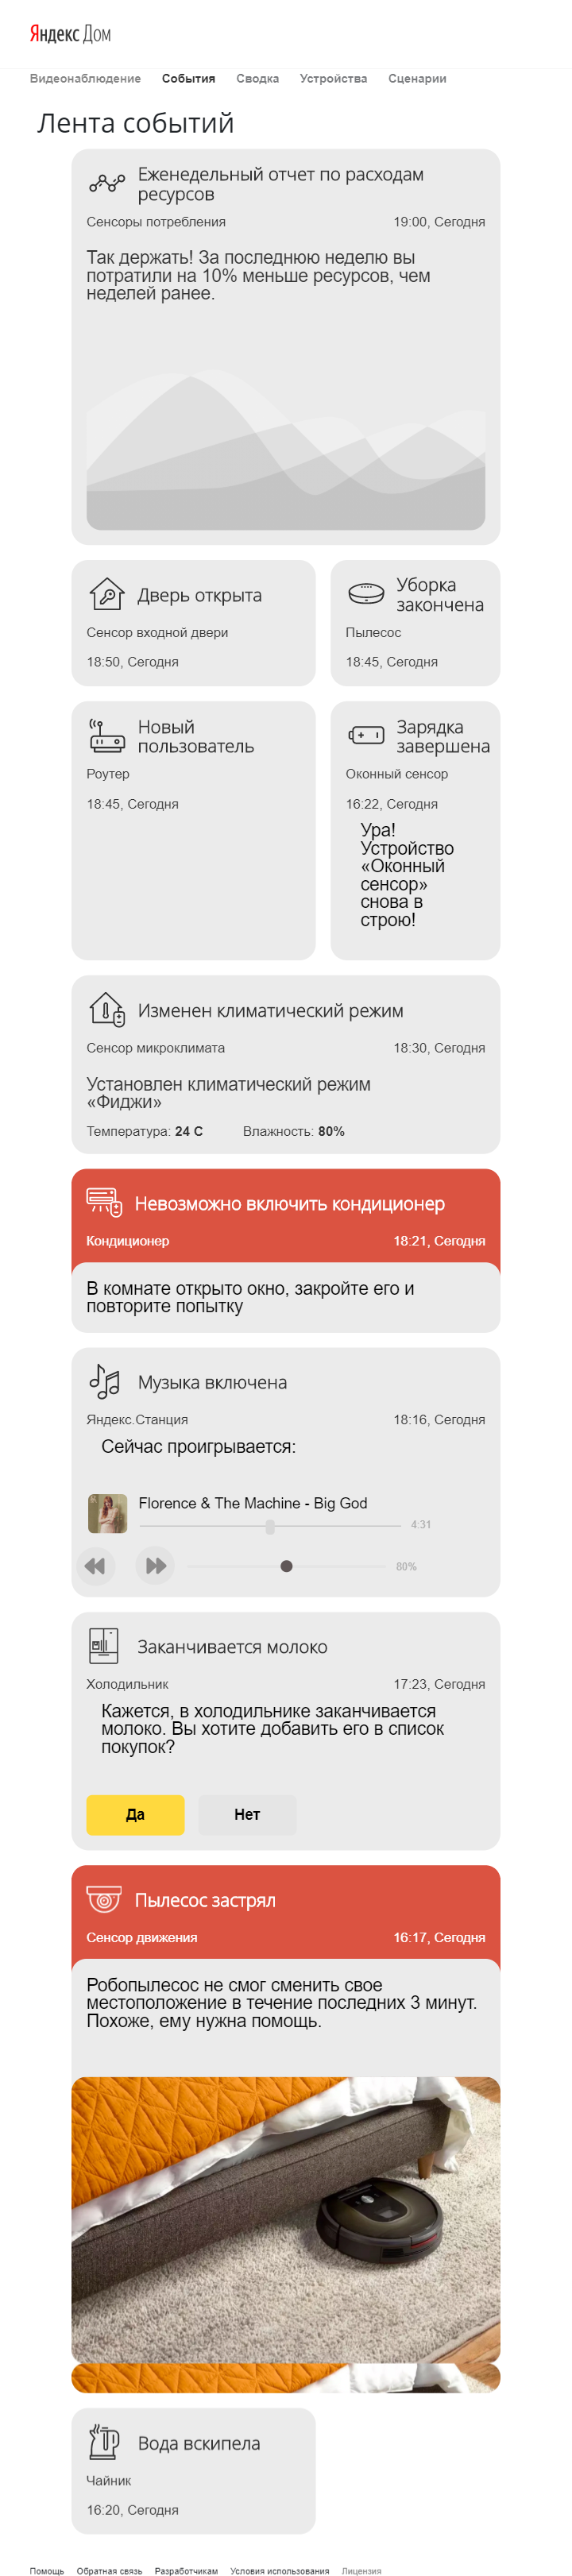 Яндекс Дом
Видеонаблюдение События Сводка Устройства Сценарии
Лента событий
Еженедельный отчет по расходам
ресурсов
Сенсоры потребления 19:00, Сегодня
Так держать! За последнюю неделю вы
потратили на 10% меньше ресурсов, чем
неделей ранее.
Дверь открыта
Сенсор входной двери
18:50, Сегодня
Уборка
закончена
Пылесос
18:45, Сегодня
Новый
пользователь
Роутер
18:45, Сегодня
Зарядка
завершена
Оконный сенсор
16:22, Сегодня
Ура!
Устройство
«Оконный
сенсор»
снова в
строю!
Изменен климатический режим
Сенсор микроклимата 18:30, Сегодня
Установлен климатический режим
«Фиджи»
Температура: 24 C Влажность: 80%
Невозможно включить кондиционер
Кондиционер 18:21, Сегодня
В комнате открыто окно, закройте его и
повторите попытку
Музыка включена
Яндекс.Станция 18:16, Сегодня
Сейчас проигрывается:
Florence & The Machine - Big God
4:31
80%
Заканчивается молоко
Холодильник 17:23, Сегодня
Кажется, в холодильнике заканчивается
молоко. Вы хотите добавить его в список
покупок?
Да Нет
Пылесос застрял
Сенсор движения 16:17, Сегодня
Робопылесос не смог сменить свое
местоположение в течение последних 3 минут.
Похоже, ему нужна помощь.
Вода вскипела
Чайник
16:20, Сегодня
Помощь Обратная связь Разработчикам Условия использования Лицензия